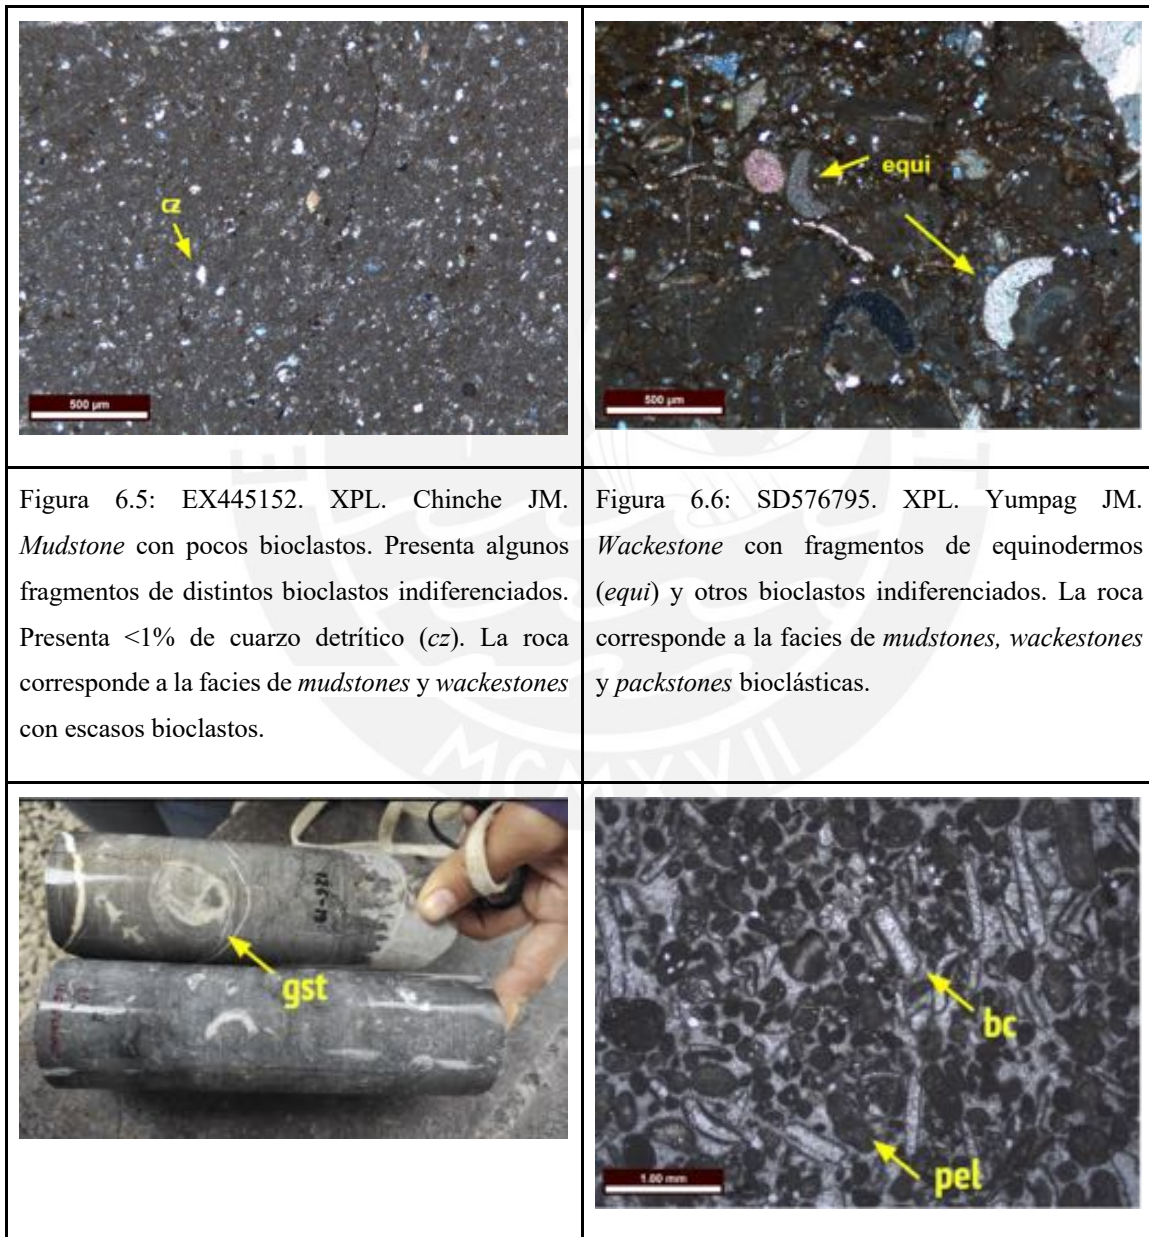 cz
500 µm
equi
500 µm
Figura 6.5: EX445152. XPL. Chinche JM.
Mudstone con pocos bioclastos. Presenta algunos
fragmentos de distintos bioclastos indiferenciados.
Presenta <1% de cuarzo detrítico (cz). La roca
corresponde a la facies de mudstones y wackestones
con escasos bioclastos.
Figura 6.6: SD576795. XPL. Yumpag JM.
Wackestone con fragmentos de equinodermos
(equi) y otros bioclastos indiferenciados. La roca
corresponde a la facies de mudstones, wackestones
y packstones bioclásticas.
MCMXVII
gst
bc
pel
1.00 mm